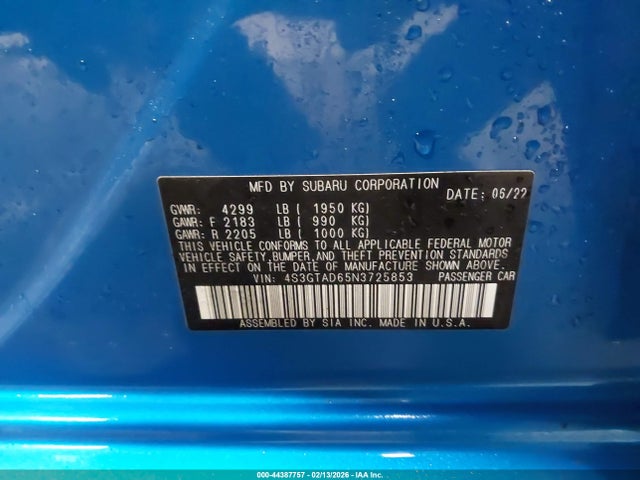 MFD BY SUBARU CORPORATION
DATE: 06/22
GVWR: 4299 LB ( 1950 KG)
GAWR: F 2183 LB ( 990 KG)
GAWR: R 2205 LB ( 1000 KG)
THIS VEHICLE CONFORMS TO ALL APPLICABLE FEDERAL MOTOR
VEHICLE SAFETY, BUMPER, AND THEFT PREVENTION STANDARDS
IN EFFECT ON THE DATE OF MANUFACTURE SHOWN ABOVE.
VIN: 4S3GTAD65N3725853 PASSENGER CAR
ASSEMBLED BY SIA INC. MADE IN U.S.A.
000-44387757 - 02/13/2026 - IAA Inc.